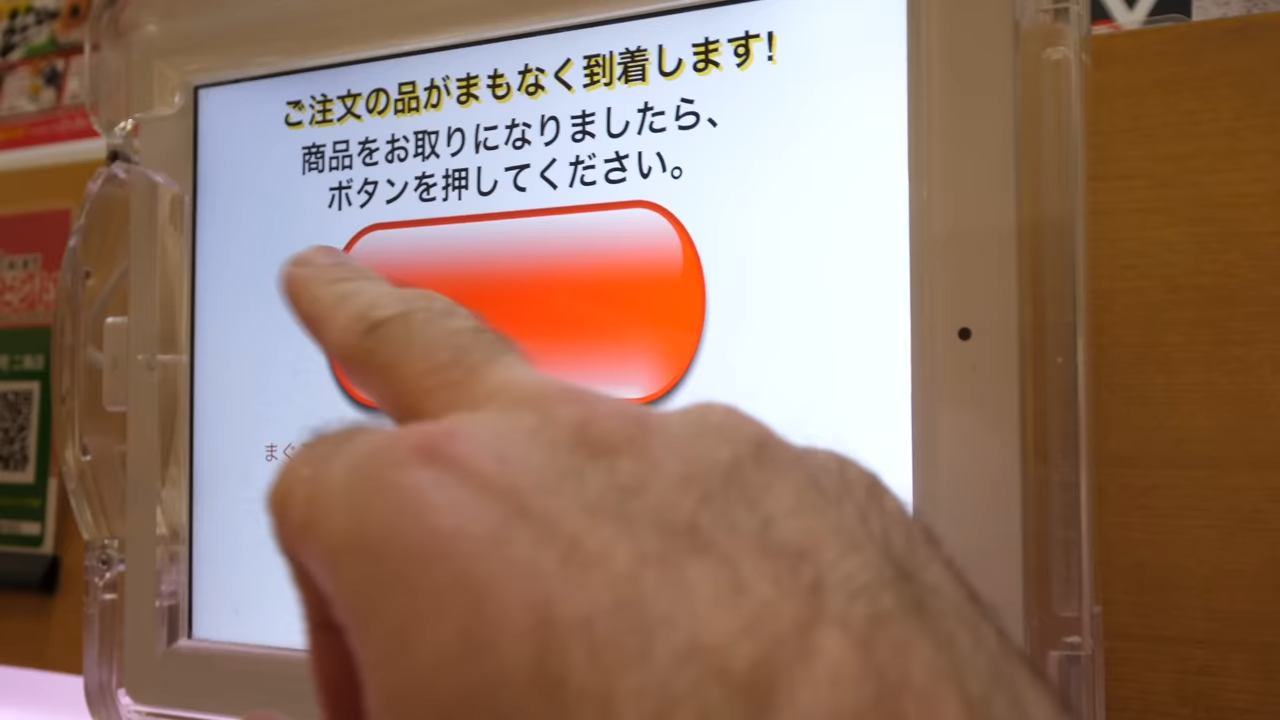 ご注文の品がまもなく到着します!
商品をお取りになりましたら、
ボタンを押してください。
まぐ